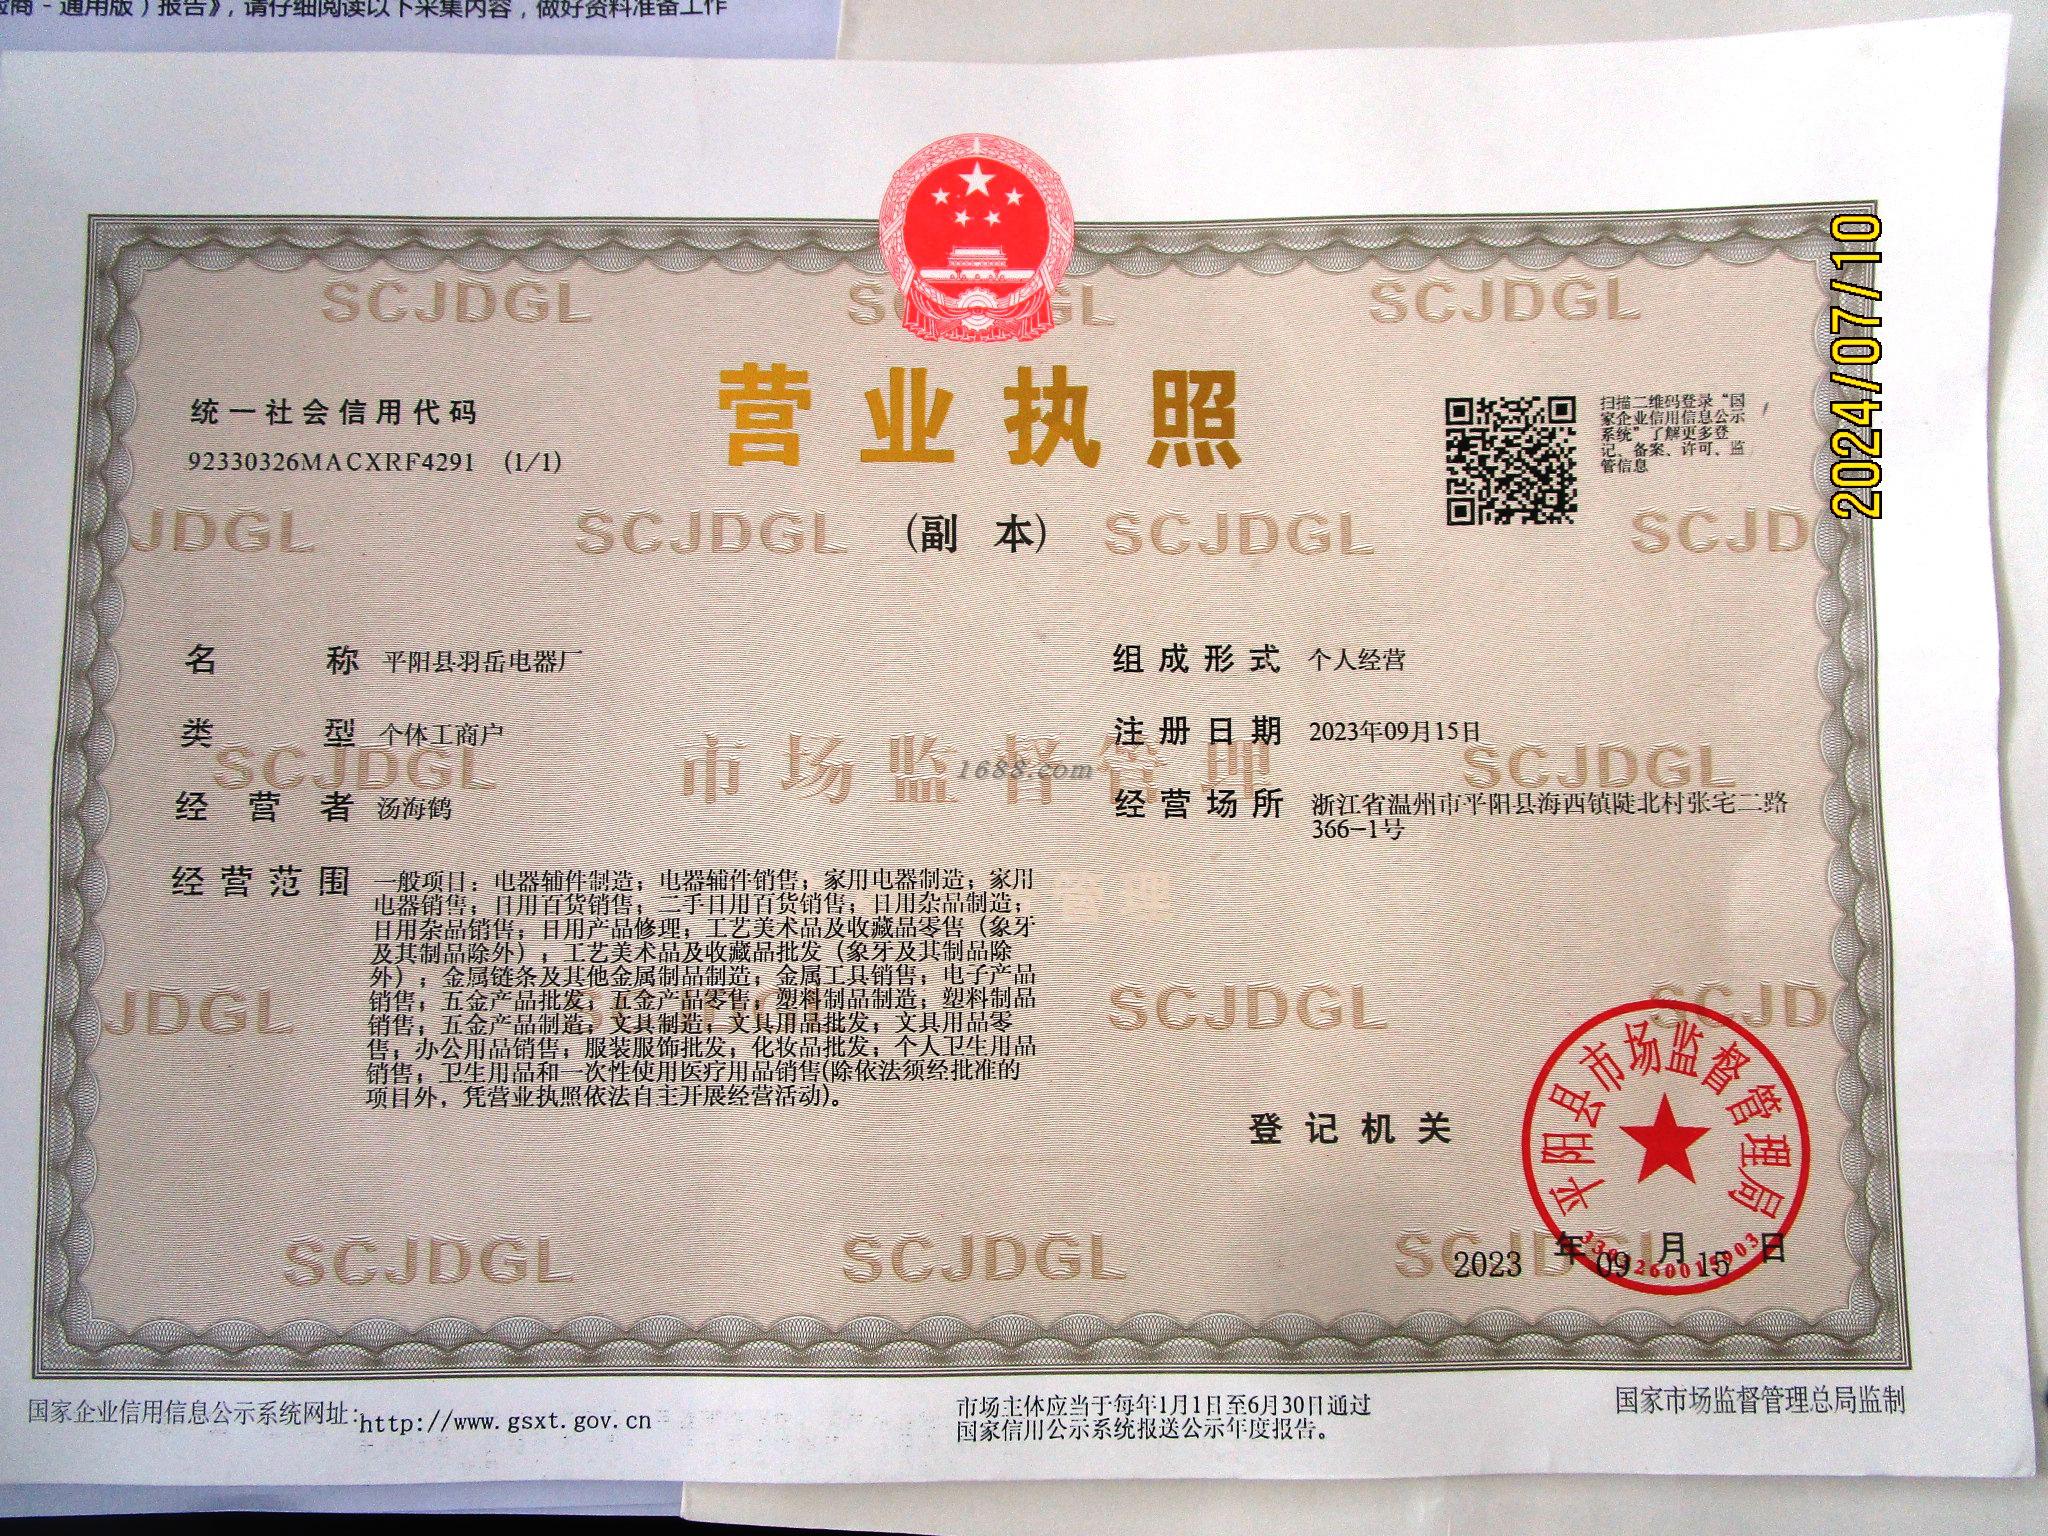 商-通用版）报告》，请仔细阅读以下采集内容，做好资料准备工作
2024/07/10
SCJDGL
SCJDGL
营业执照
统一社会信用代码
92330326MACXRF4291 (1/1)
扫描二维码登录“国
家企业信用信息公示
系统”了解更多登
记、备案、许可、监
管信息
(副 本)
JDGL
SCJDGL
SCJDGL
SCJD
名 称 平阳县羽岳电器厂
组成形式 个人经营
类 型 个体工商户
注册日期 2023年09月15日
SCJDGL
市场监督管理
1688.com
SCJDGL
经营者 汤海鹤
经营场所 浙江省温州市平阳县海西镇陡北村张宅二路
366-1号
经营范围 一般项目：电器辅件制造；电器辅件销售；家用电器制造；家用
电器销售；日用百货销售；二手日用百货销售；日用杂品制造；
日用杂品销售；日用产品修理；工艺美术品及收藏品零售（象牙
及其制品除外）；工艺美术品及收藏品批发（象牙及其制品除
外）；金属链条及其他金属制品制造；金属工具销售；电子产品
销售；五金产品批发；五金产品零售；塑料制品制造；塑料制品
销售；五金产品制造；文具制造；文具用品批发；文具用品零
售；办公用品销售；服装服饰批发；化妆品批发；个人卫生用品
销售；卫生用品和一次性使用医疗用品销售(除依法须经批准的
项目外，凭营业执照依法自主开展经营活动)。
管理
JDGL
SCJDGL
SCJD
登记机关
平阳县市场监督管理局
2023 年 09 月 15 日
SCJDGL
SCJDGL
国家企业信用信息公示系统网址：http://www.gsxt.gov.cn
市场主体应当于每年1月1日至6月30日通过
国家信用公示系统报送公示年度报告。
国家市场监督管理总局监制